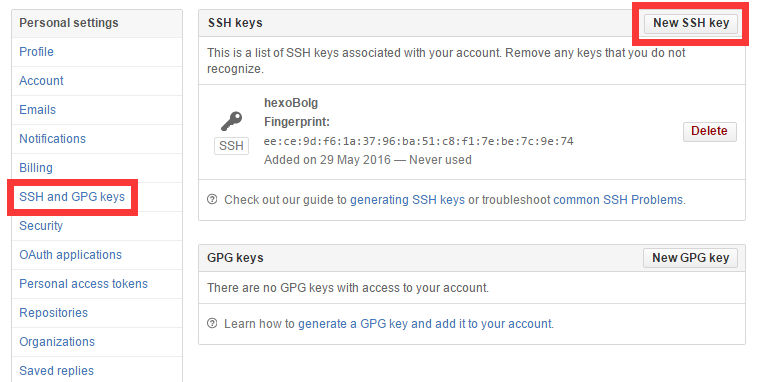 Personal settings
Profile
Account
Emails
Notifications
Billing
SSH and GPG keys
Security
OAuth applications
Personal access tokens
Repositories
Organizations
Saved replies
SSH keys
New SSH key
This is a list of SSH keys associated with your account. Remove any keys that you do not
recognize.
hexoBolg
Fingerprint:
ee:ce:9d:f6:1a:37:96:ba:51:c8:f1:7e:be:7c:9e:74
Added on 29 May 2016 — Never used
SSH
Delete
Check out our guide to generating SSH keys or troubleshoot common SSH Problems.
GPG keys
New GPG key
There are no GPG keys with access to your account.
Learn how to generate a GPG key and add it to your account.